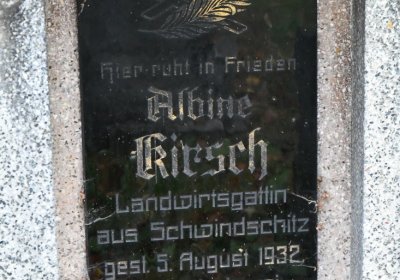 Hier ruht in Frieden
Albine
Kirsch
Landwirtsgattin
aus Schwindschitz
gest. 5. August 1932